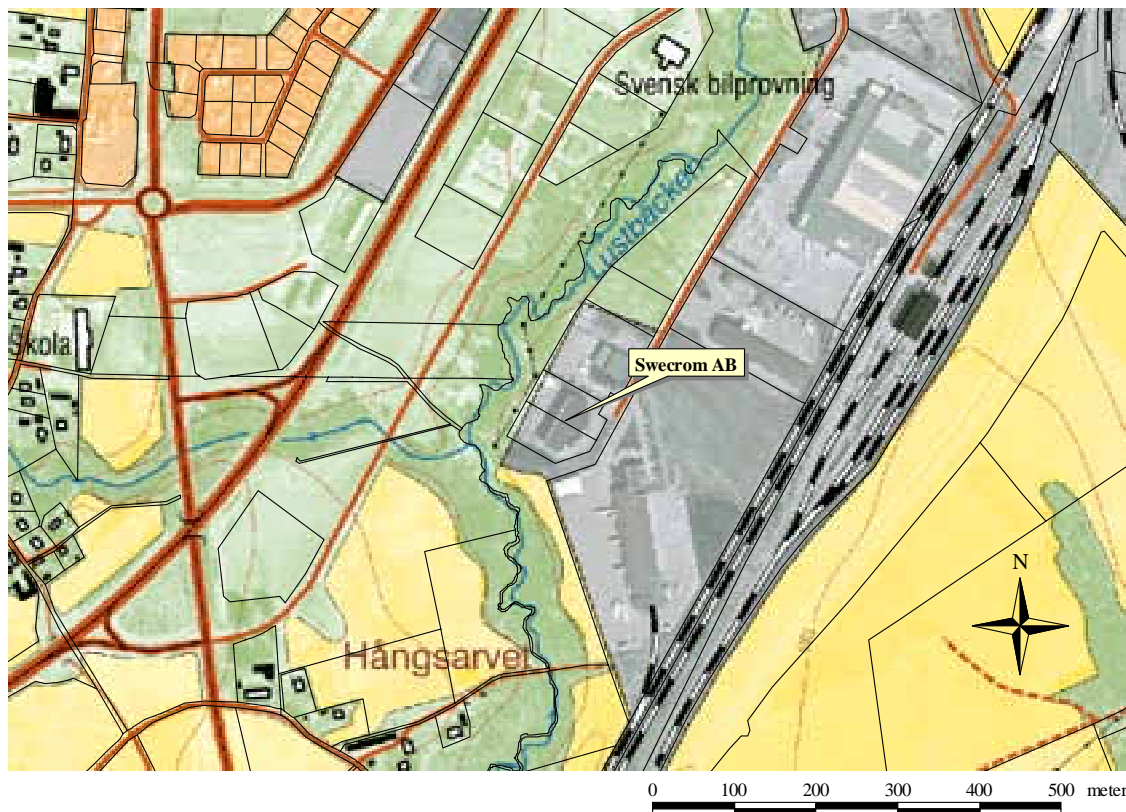 Svensk bilprovning
Lustbäcken
Skola
Swecrom AB
N
Hångsarvet
0 100 200 300 400 500 meter